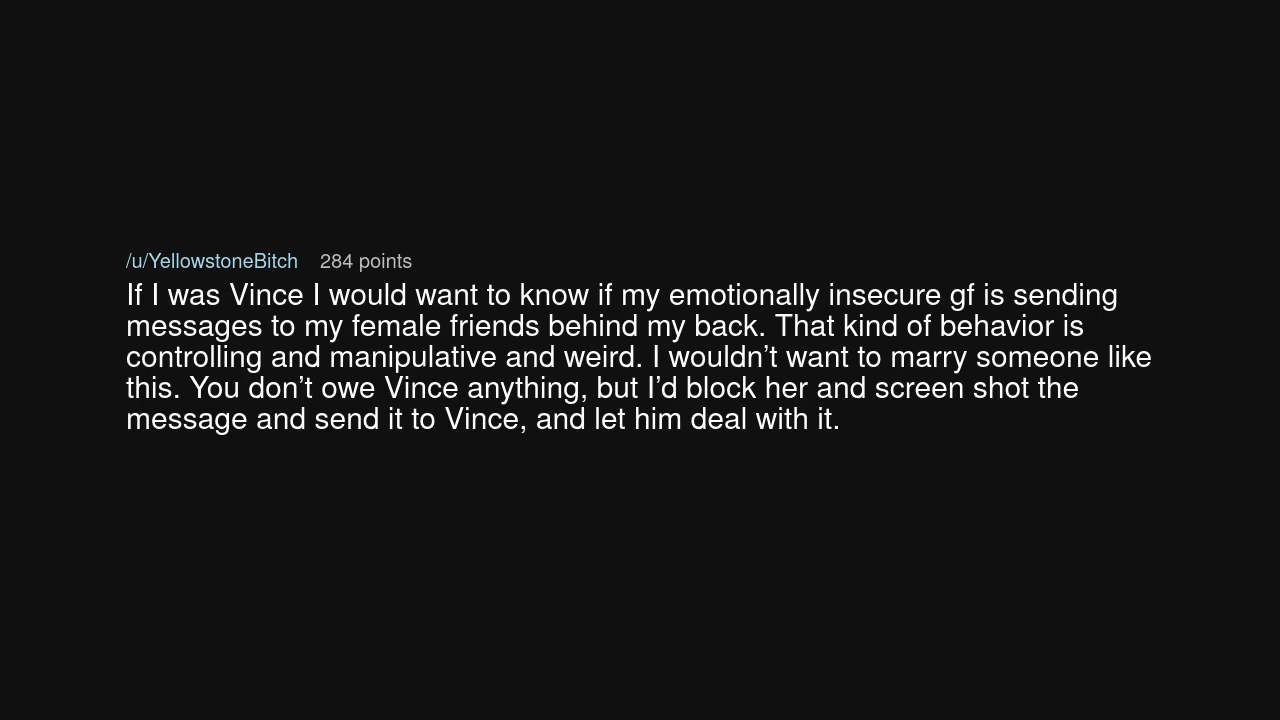 /u/YellowstoneBitch 284 points
If I was Vince I would want to know if my emotionally insecure gf is sending
messages to my female friends behind my back. That kind of behavior is
controlling and manipulative and weird. I wouldn’t want to marry someone like
this. You don’t owe Vince anything, but I’d block her and screen shot the
message and send it to Vince, and let him deal with it.